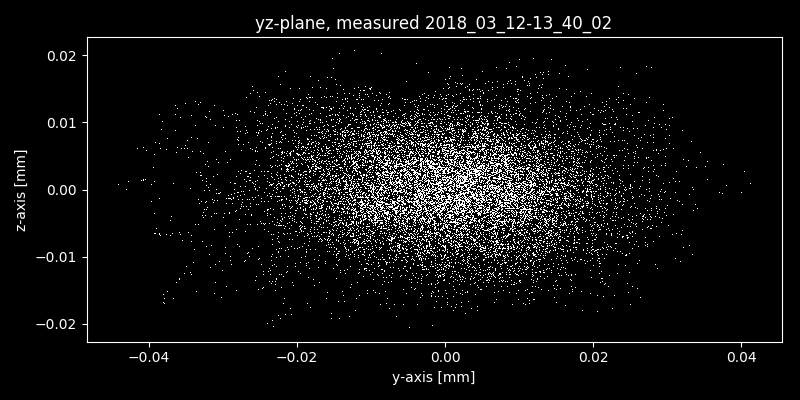 yz-plane, measured 2018_03_12-13_40_02
z-axis [mm]
0.02
0.01
0.00
−0.01
−0.02
−0.04 −0.02 0.00 0.02 0.04
y-axis [mm]